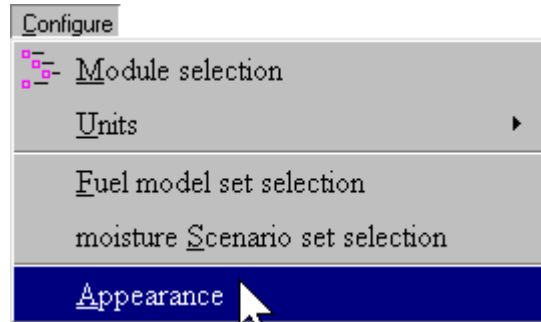 Configure
Module selection
Units
Fuel model set selection
moisture Scenario set selection
Appearance